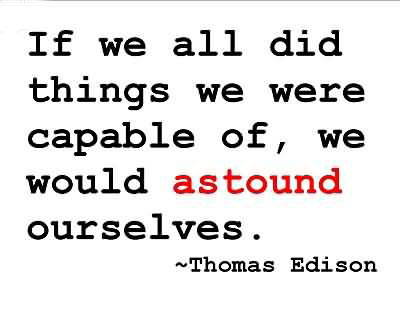 If we all did
things we were
capable of, we
would astound
ourselves.
~Thomas Edison